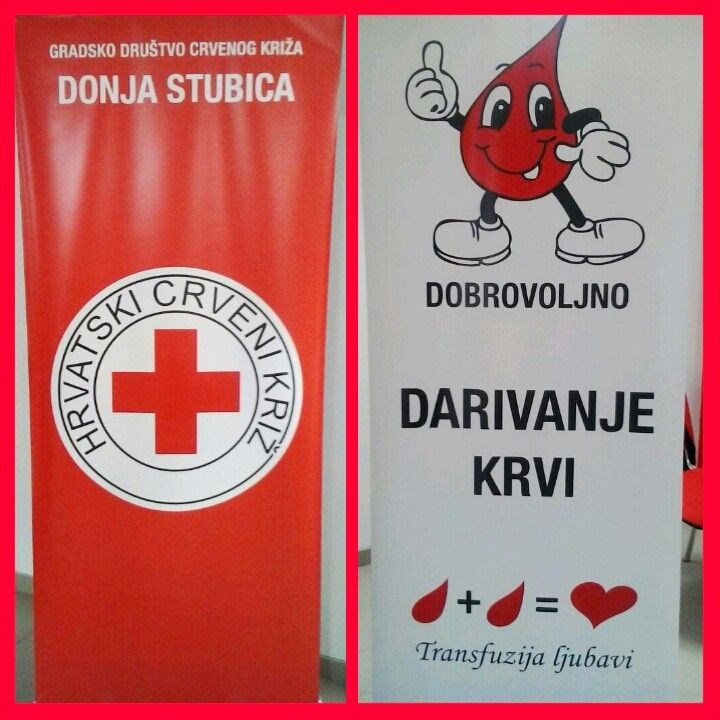 GRADSKO DRUŠTVO CRVENOG KRIŽA
DONJA STUBICA
HRVATSKI CRVENI KRIŽ
DOBROVOLJNO
DARIVANJE
KRVI
+ =
Transfuzija ljubavi